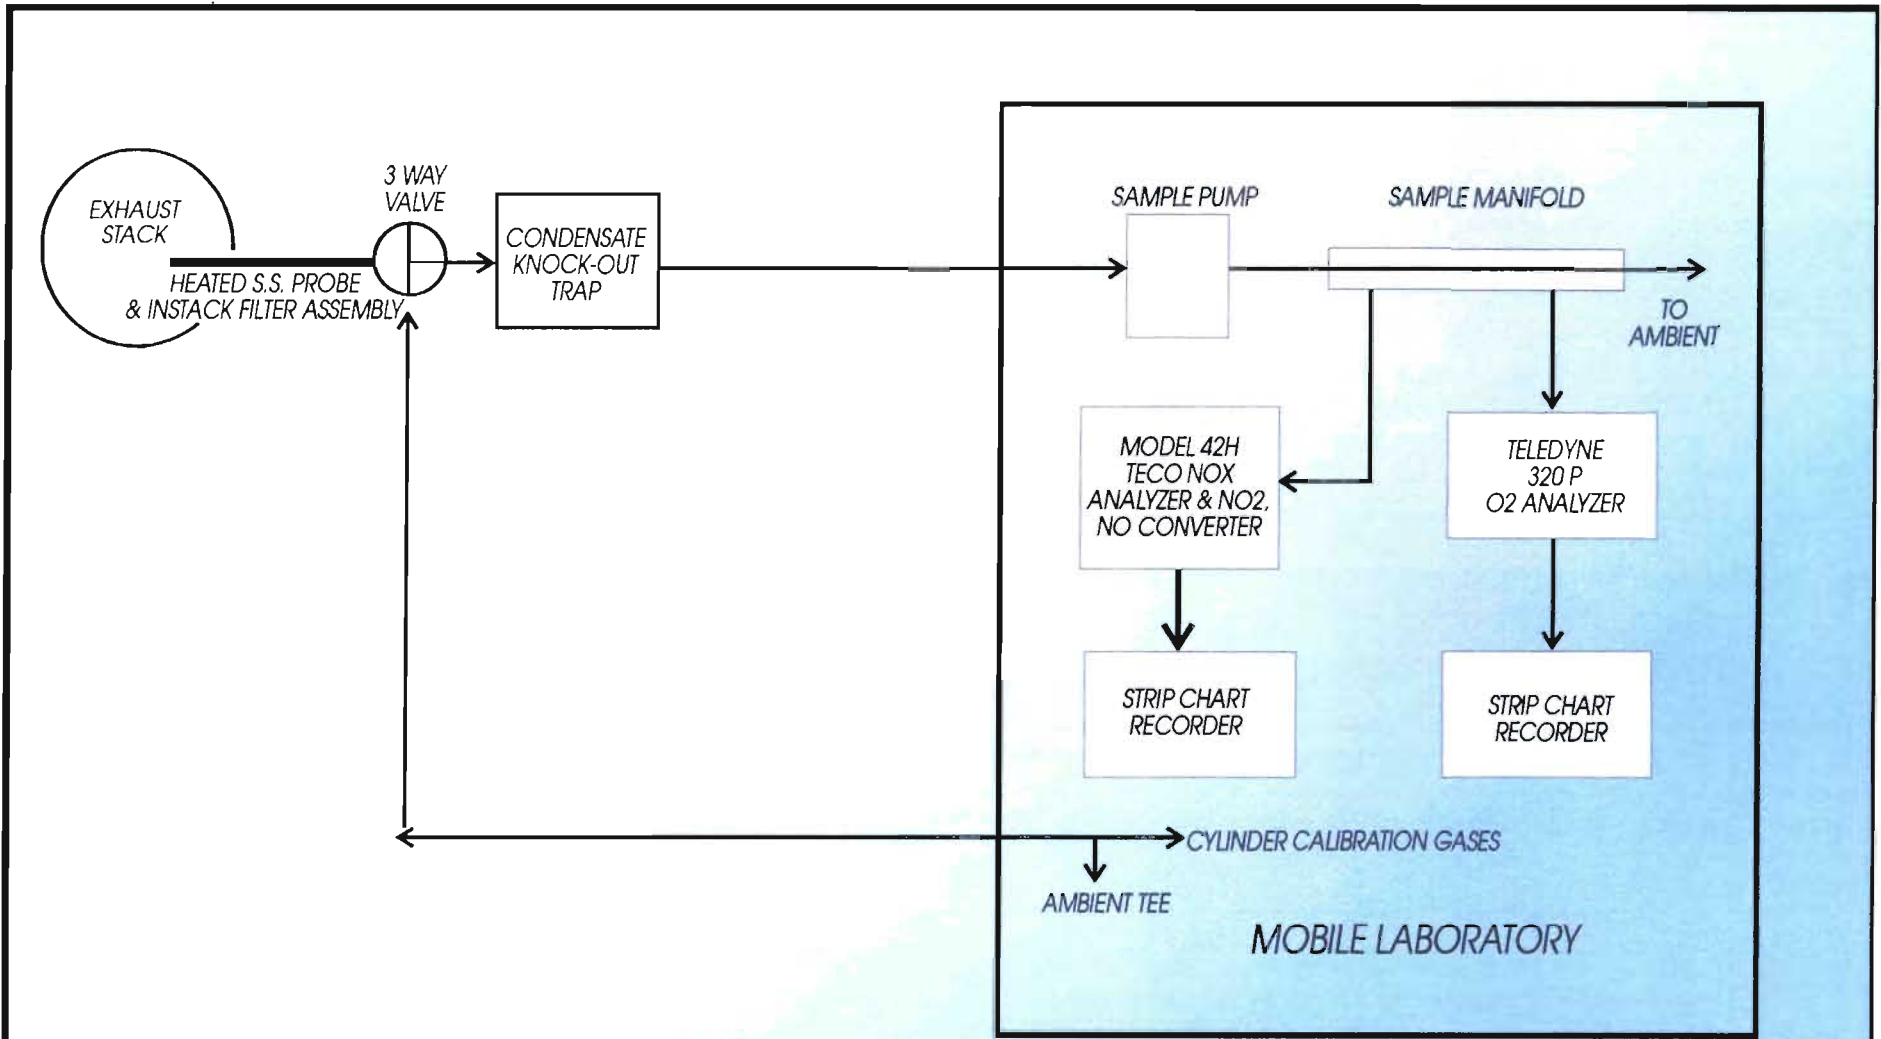 EXHAUST
STACK
HEATED S.S. PROBE
& INSTACK FILTER ASSEMBLY
3 WAY
VALVE
CONDENSATE
KNOCK-OUT
TRAP
SAMPLE PUMP
SAMPLE MANIFOLD
TO
AMBIENT
MODEL 42H
TECO NOX
ANALYZER & NO2,
NO CONVERTER
TELEDYNE
320 P
O2 ANALYZER
STRIP CHART
RECORDER
STRIP CHART
RECORDER
CYLINDER CALIBRATION GASES
AMBIENT TEE
MOBILE LABORATORY